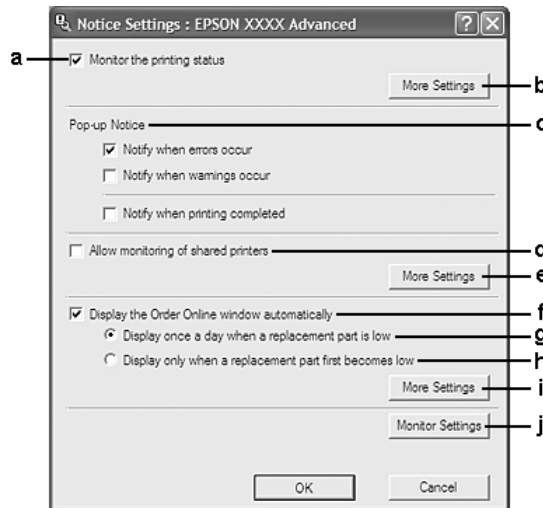 Notice Settings : EPSON XXXX Advanced
a
Monitor the printing status
More Settings
b
Pop-up Notice
c
Notify when errors occur
Notify when warnings occur
Notify when printing completed
Allow monitoring of shared printers
d
More Settings
e
Display the Order Online window automatically
f
Display once a day when a replacement part is low
g
Display only when a replacement part first becomes low
h
More Settings
i
Monitor Settings
j
OK
Cancel